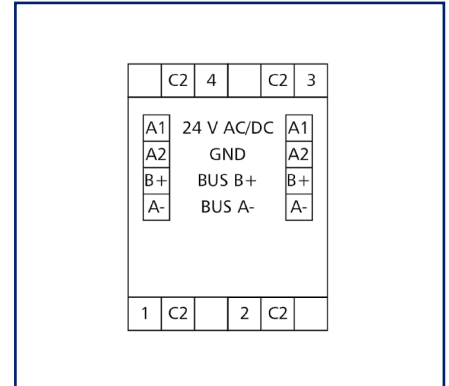 C2 4 C2 3
A1 24 V AC/DC A1
A2 GND A2
B+ BUS B+ B+
A- BUS A- A-
1 C2 2 C2